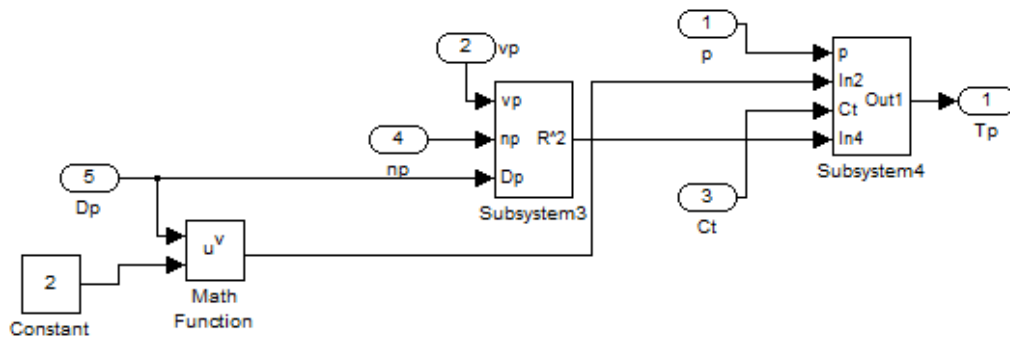 1
p
2
vp
p
In2
Ct
In4
Out1
Subsystem4
1
Tp
vp
np
Dp
R^2
Subsystem3
4
np
5
Dp
3
Ct
u^v
Math
Function
2
Constant